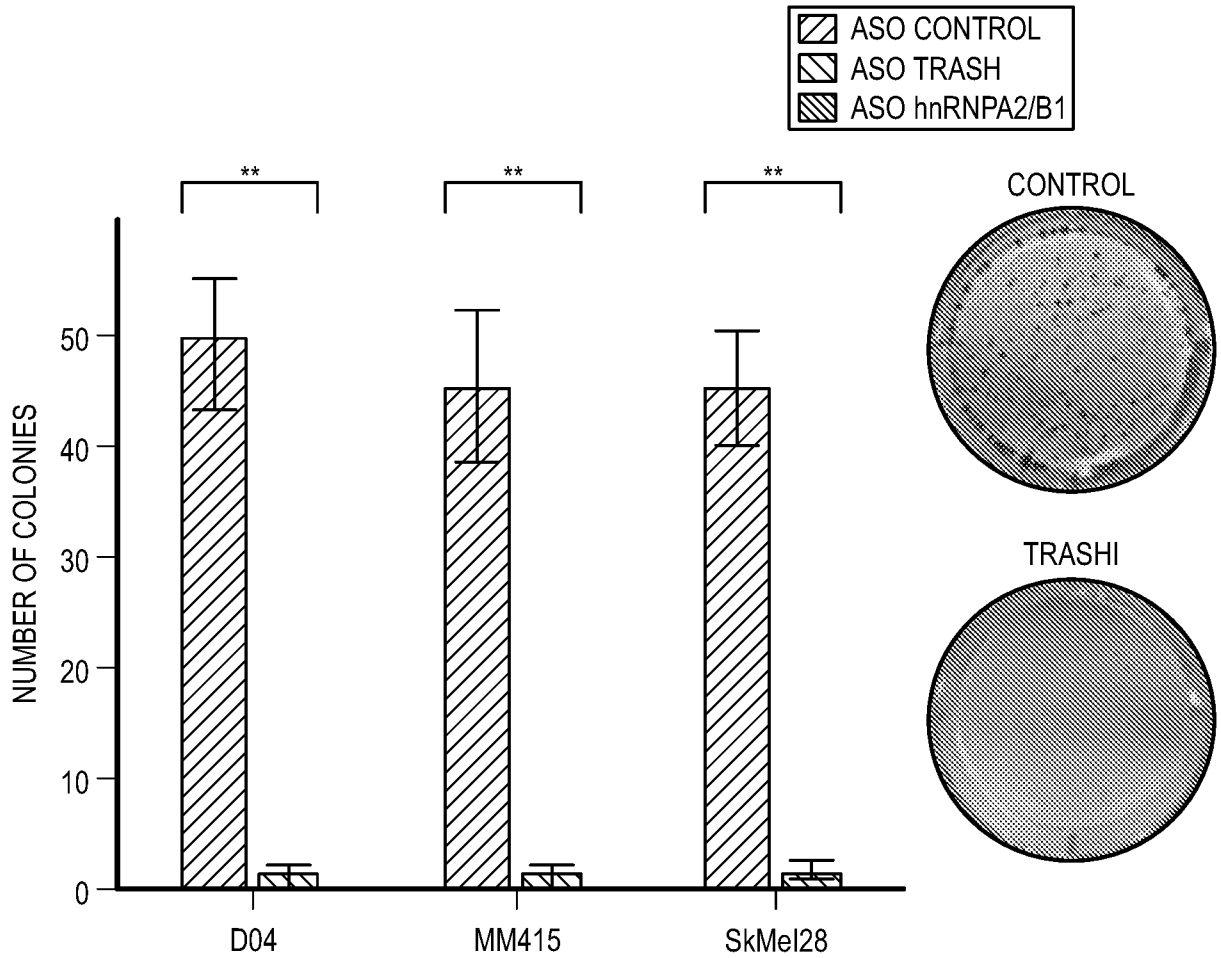 ASO CONTROL
ASO TRASH
ASO hnRNPA2/B1
**
**
**
CONTROL
TRASHI
NUMBER OF COLONIES
50
40
30
20
10
0
D04
MM415
SkMel28